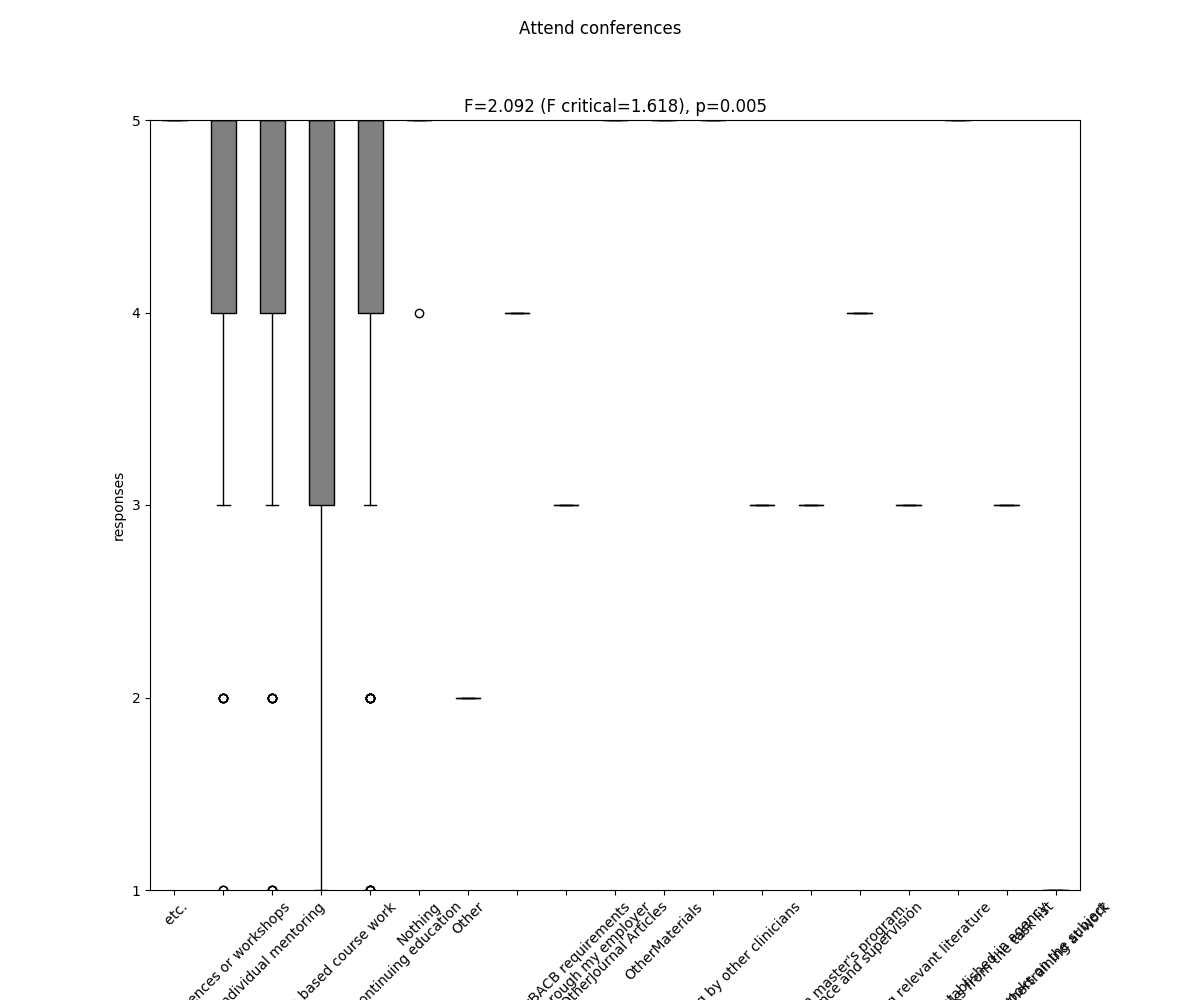 Attend conferences
F=2.092 (F critical=1.618), p=0.005
5
4
3
2
1
responses
etc.
ences or workshops
ndividual mentoring
based course work
ontinuing education
Nothing
Other
BACB requirements
rough my employer
Journal Articles
OtherMaterials
g by other clinicians
master's program.
nce and supervision
g relevant literature